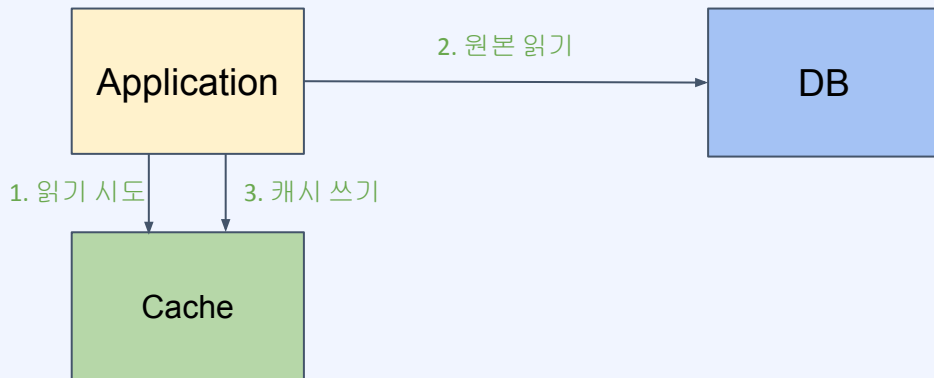 2. 원본 읽기
Application
DB
1. 읽기 시도
3. 캐시 쓰기
Cache